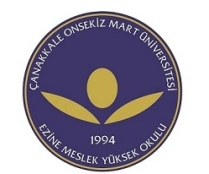 ÇANAKKALE ONSEKİZ MART ÜNİVERSİTESİ
1994
EZİNE MESLEK YÜKSEK OKULU